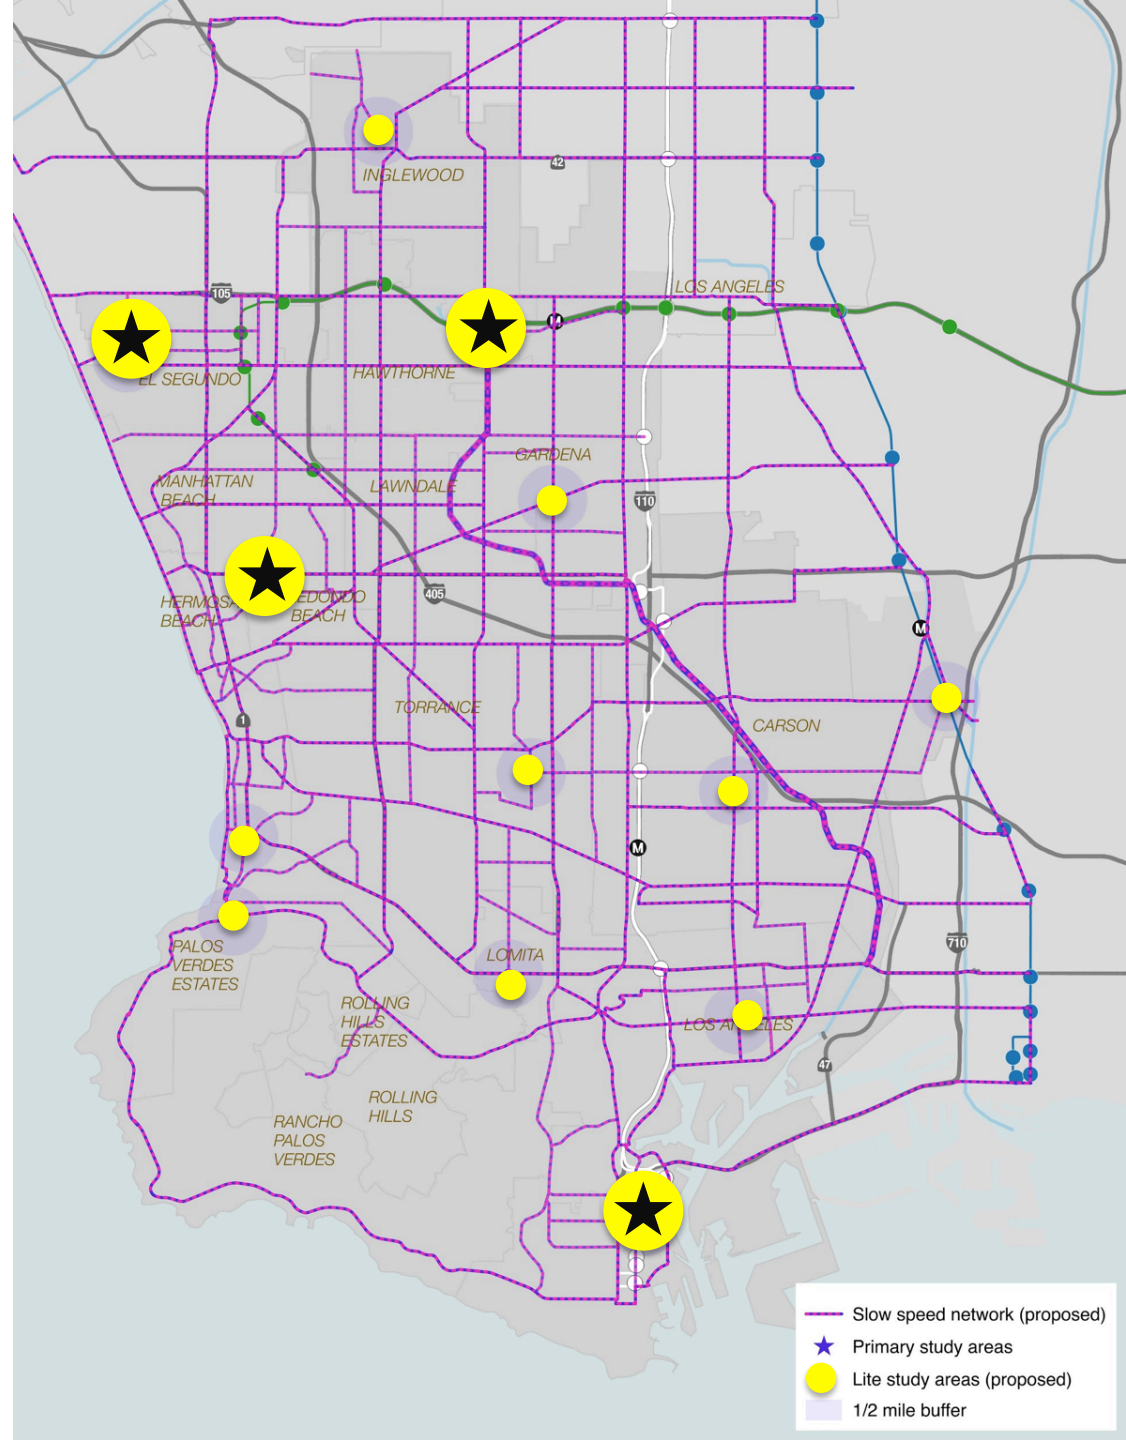 42
INGLEWOOD
LOS ANGELES
105
M
HAWTHORNE
EL SEGUNDO
GARDENA
MANHATTAN
BEACH
LAWNDALE
110
405
HERMOSA
BEACH
EDONDO
BEACH
M
TORRANCE
1
CARSON
M
710
PALOS
VERDES
ESTATES
LOMITA
ROLLING
HILLS
ESTATES
LOS ANGELES
47
ROLLING
HILLS
RANCHO
PALOS
VERDES
Slow speed network (proposed)
Primary study areas
Lite study areas (proposed)
1/2 mile buffer